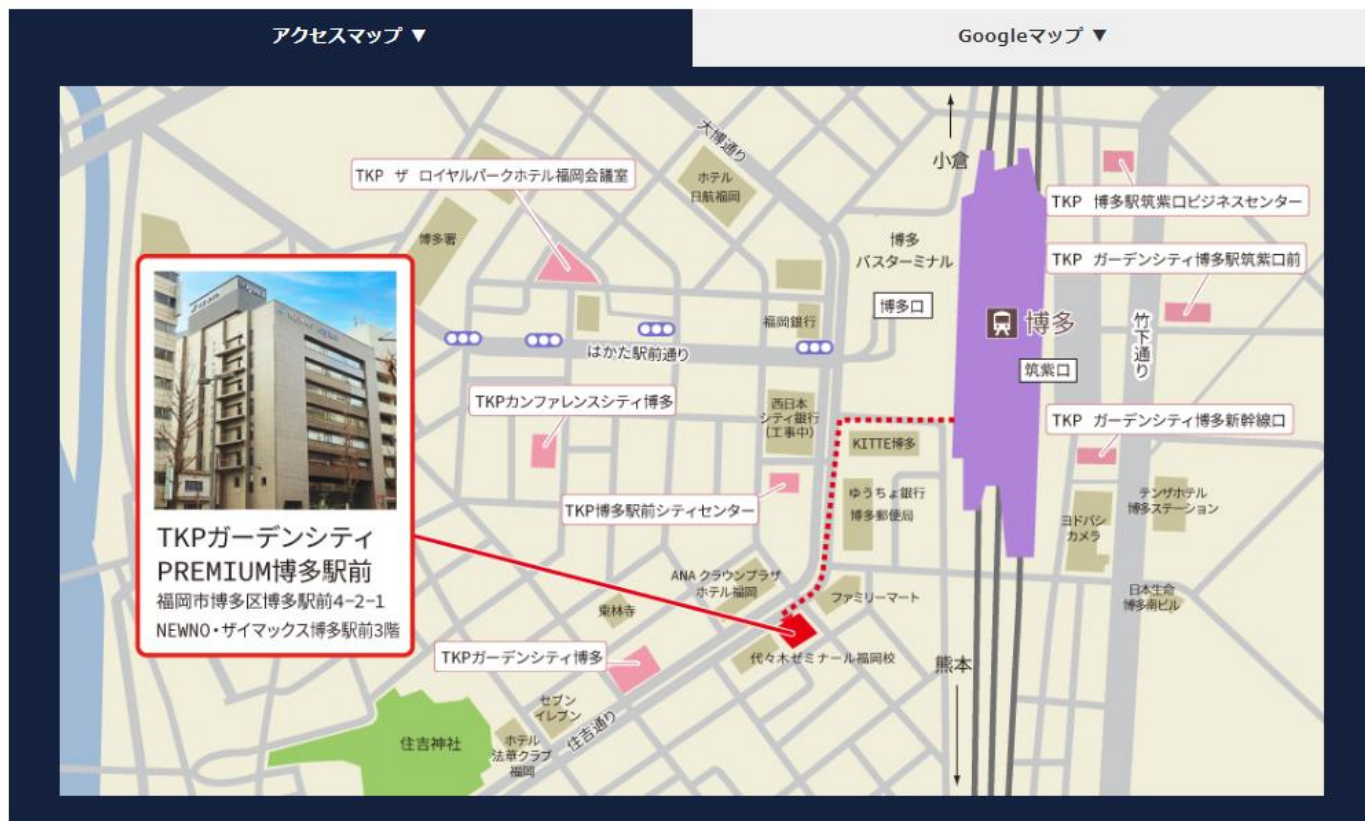 アクセスマップ ▼
Googleマップ ▼
大博通り
小倉
TKP ザ ロイヤルパークホテル福岡会議室
ホテル
日航福岡
TKP 博多駅筑紫口ビジネスセンター
博多署
博多
バスターミナル
TKP ガーデンシティ博多駅筑紫口前
博多口
福岡銀行
博多
竹下通り
はかた駅前通り
筑紫口
TKPカンファレンスシティ博多
西日本
シティ銀行
(工事中)
TKP ガーデンシティ博多新幹線口
KITTE博多
TKP博多駅前シティセンター
ゆうちょ銀行
博多郵便局
テンザホテル
博多ステーション
ヨドバシ
カメラ
TKPガーデンシティ
PREMIUM博多駅前
福岡市博多区博多駅前4-2-1
NEWNO・ザイマックス博多駅前3階
ANA クラウンプラザ
ホテル福岡
ファミリーマート
日本生命
博多南ビル
東林寺
TKPガーデンシティ博多
代々木ゼミナール福岡校
熊本
セブン
イレブン
住吉通り
住吉神社
ホテル
法華クラブ
福岡